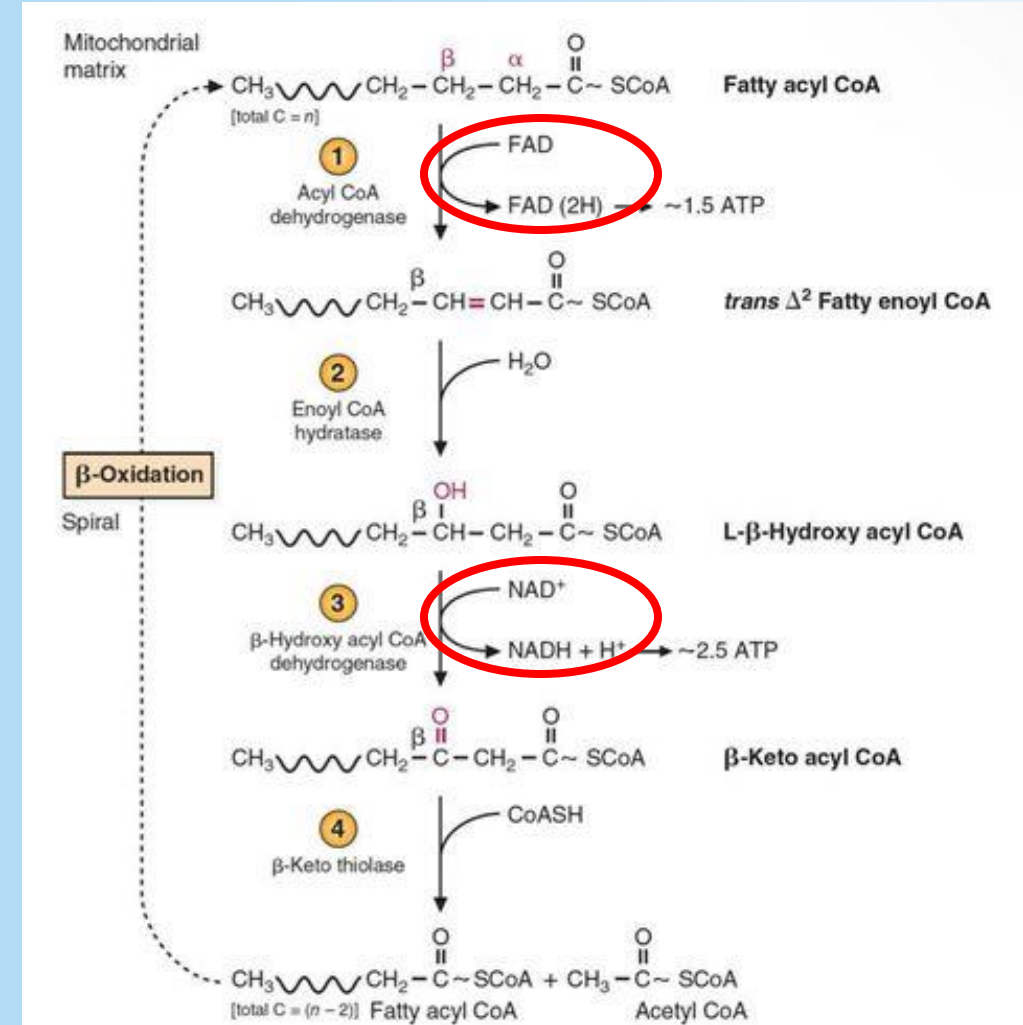 Mitochondrial
matrix
O
β α ||
CH₃ CH₂–CH₂–CH₂–C~ SCoA Fatty acyl CoA
[total C = n]
1 FAD
Acyl CoA
dehydrogenase
FAD (2H) → ~1.5 ATP
O
β ||
CH₃ CH₂–CH=CH–C~ SCoA trans Δ² Fatty enoyl CoA
2 H₂O
Enoyl CoA
hydratase
β-Oxidation
Spiral
OH O
β | ||
CH₃ CH₂–CH–CH₂–C~ SCoA L-β-Hydroxy acyl CoA
3 NAD⁺
β-Hydroxy acyl CoA
dehydrogenase
NADH + H⁺ → ~2.5 ATP
O O
β || ||
CH₃ CH₂–C–CH₂–C~ SCoA β-Keto acyl CoA
4 CoASH
β-Keto thiolase
O O
|| ||
CH₃ CH₂–C~SCoA + CH₃–C~ SCoA
[total C = (n – 2)] Fatty acyl CoA Acetyl CoA